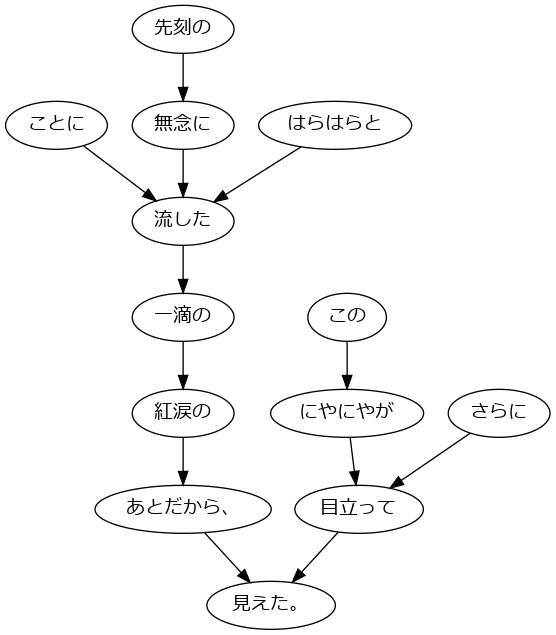 先刻の
ことに
無念に
はらはらと
流した
一滴の
この
紅涙の
にやにやが
さらに
あとだから、
目立って
見えた。